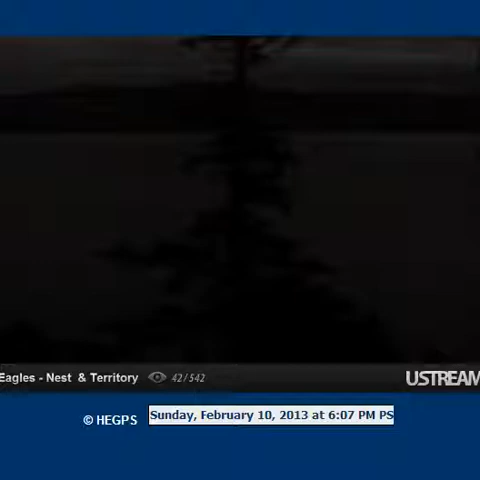 Eagles - Nest & Territory 42/542 USTREAM
© HEGPS Sunday, February 10, 2013 at 6:07 PM PS